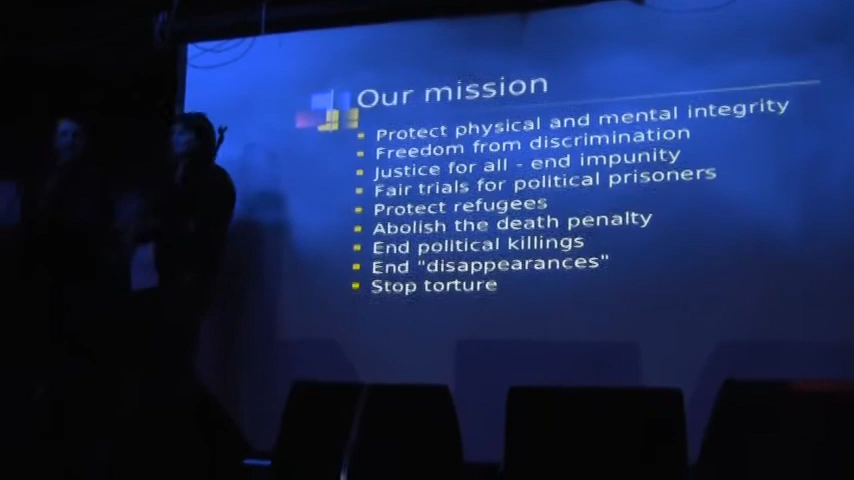 Our mission
Protect physical and mental integrity
Freedom from discrimination
Justice for all - end impunity
Fair trials for political prisoners
Protect refugees
Abolish the death penalty
End political killings
End "disappearances"
Stop torture